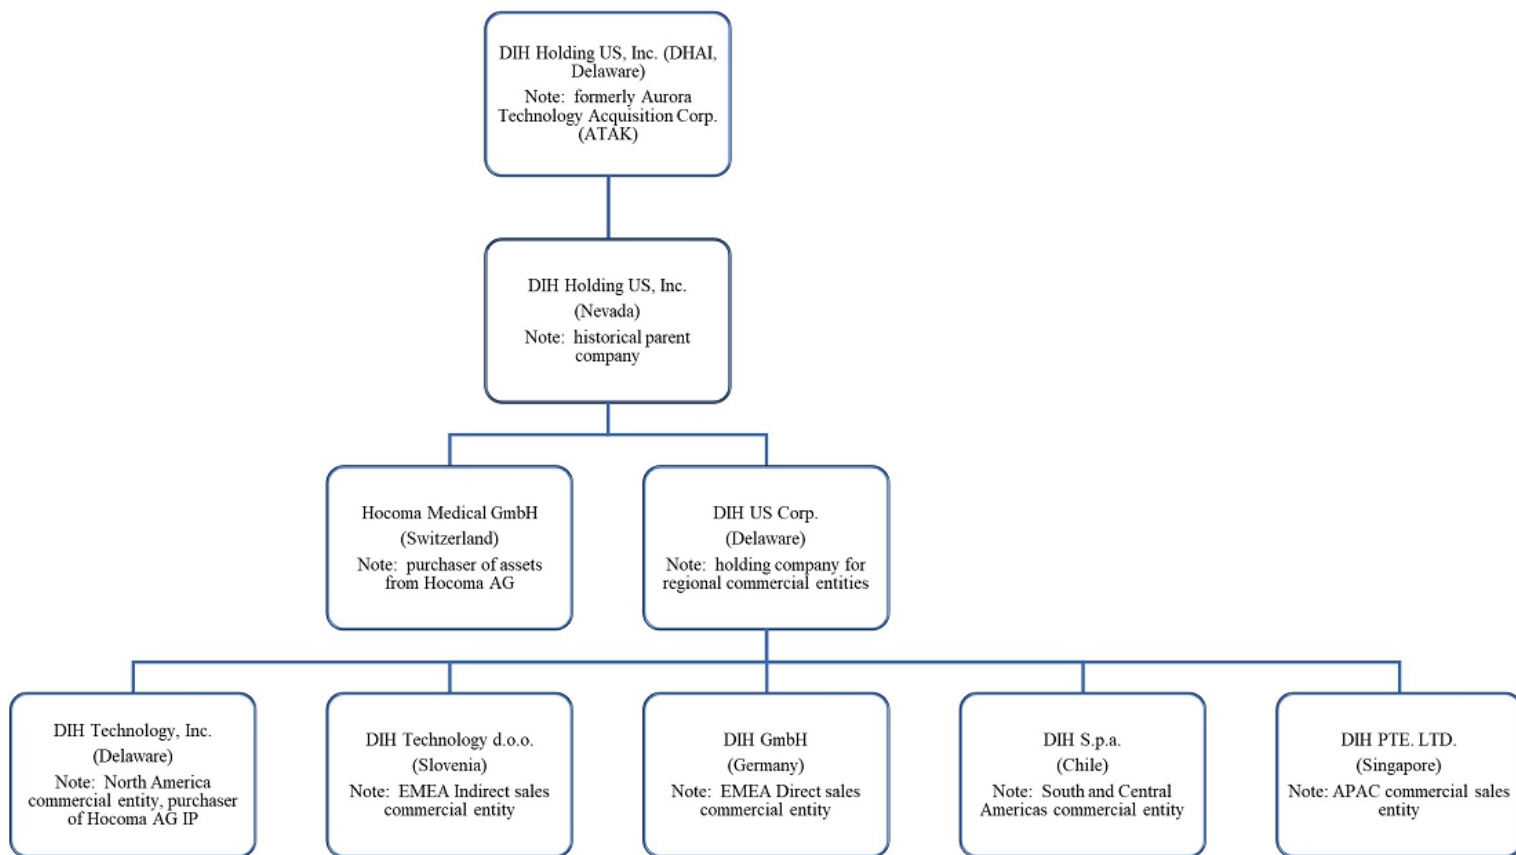 DIH Holding US, Inc. (DHAI,
Delaware)
Note: formerly Aurora
Technology Acquisition Corp.
(ATAK)
DIH Holding US, Inc.
(Nevada)
Note: historical parent
company
Hocoma Medical GmbH
(Switzerland)
Note: purchaser of assets
from Hocoma AG
DIH US Corp.
(Delaware)
Note: holding company for
regional commercial entities
DIH Technology, Inc.
(Delaware)
Note: North America
commercial entity, purchaser
of Hocoma AG IP
DIH Technology d.o.o.
(Slovenia)
Note: EMEA Indirect sales
commercial entity
DIH GmbH
(Germany)
Note: EMEA Direct sales
commercial entity
DIH S.p.a.
(Chile)
Note: South and Central
Americas commercial entity
DIH PTE. LTD.
(Singapore)
Note: APAC commercial sales
entity